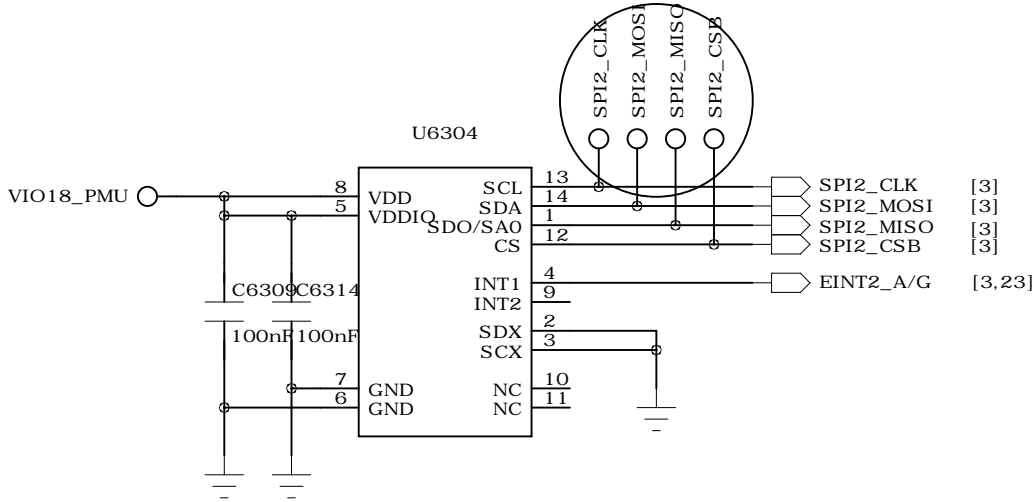 SPI2_CLK
SPI2_MOSI
SPI2_MISO
SPI2_CSB
U6304
VIO18_PMU
8 VDD
5 VDDIO
SCL 13 SPI2_CLK [3]
SDA 14 SPI2_MOSI [3]
SDO/SA0 1 SPI2_MISO [3]
CS 12 SPI2_CSB [3]
INT1 4 EINT2_A/G [3,23]
INT2 9
C6309 C6314
100nF 100nF
SDX 2
SCX 3
7 GND
6 GND
NC 10
NC 11